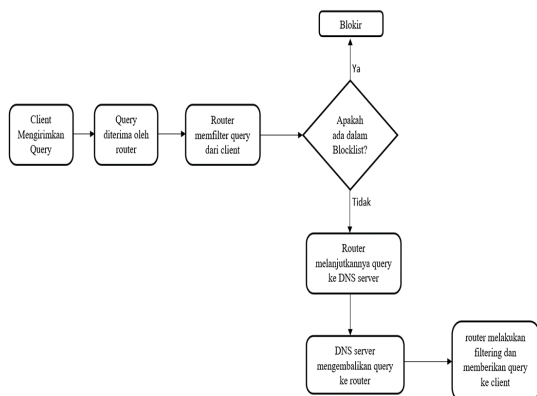 Blokir
Ya
Client
Mengirimkan
Query
Query
diterima oleh
router
Router
memfilter query
dari client
Apakah
ada dalam
Blocklist?
Tidak
Router
melanjutkannya query
ke DNS server
DNS server
mengembalikan query
ke router
router melakukan
filtering dan
memberikan query
ke client